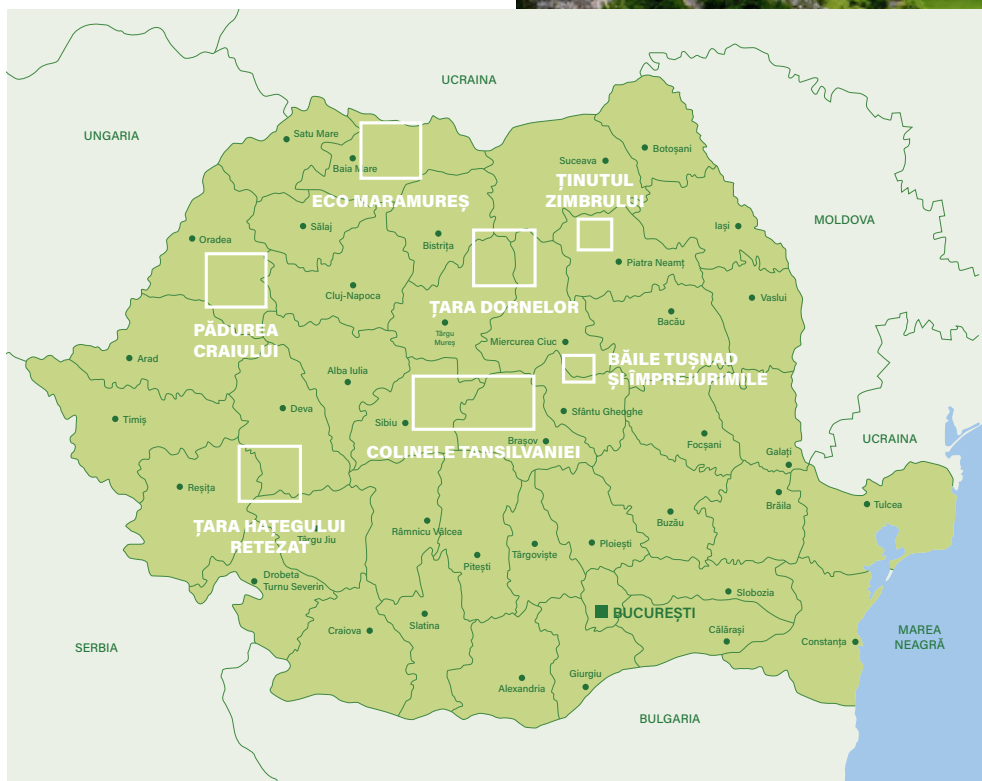 UCRAINA
UNGARIA
Satu Mare
Baia Mare
Botoșani
Suceava
ȚINUTUL
ZIMBRULUI
ECO MARAMUREȘ
MOLDOVA
Sălaj
Iași
Oradea
Bistrița
Piatra Neamț
Cluj-Napoca
Vaslui
ȚARA DORNELOR
Bacău
PĂDUREA
CRAIULUI
Târgu
Mureș
Miercurea Ciuc
Arad
BĂILE TUȘNAD
ȘI ÎMPREJURIMILE
Alba Iulia
Deva
Timiș
Sibiu
Sfântu Gheoghe
Brașov
Focșani
UCRAINA
COLINELE TANSILVANIEI
Galați
Reșița
Brăila
Tulcea
ȚARA HATEGULUI
RETEZAT
Târgu Jiu
Râmnicu Vâlcea
Buzău
Ploiești
Târgoviște
Pitești
Drobeta
Turnu Severin
Slobozia
BUCUREȘTI
Craiova
Slatina
Călărași
Constanța
MAREA
NEAGRĂ
SERBIA
Giurgiu
Alexandria
BULGARIA